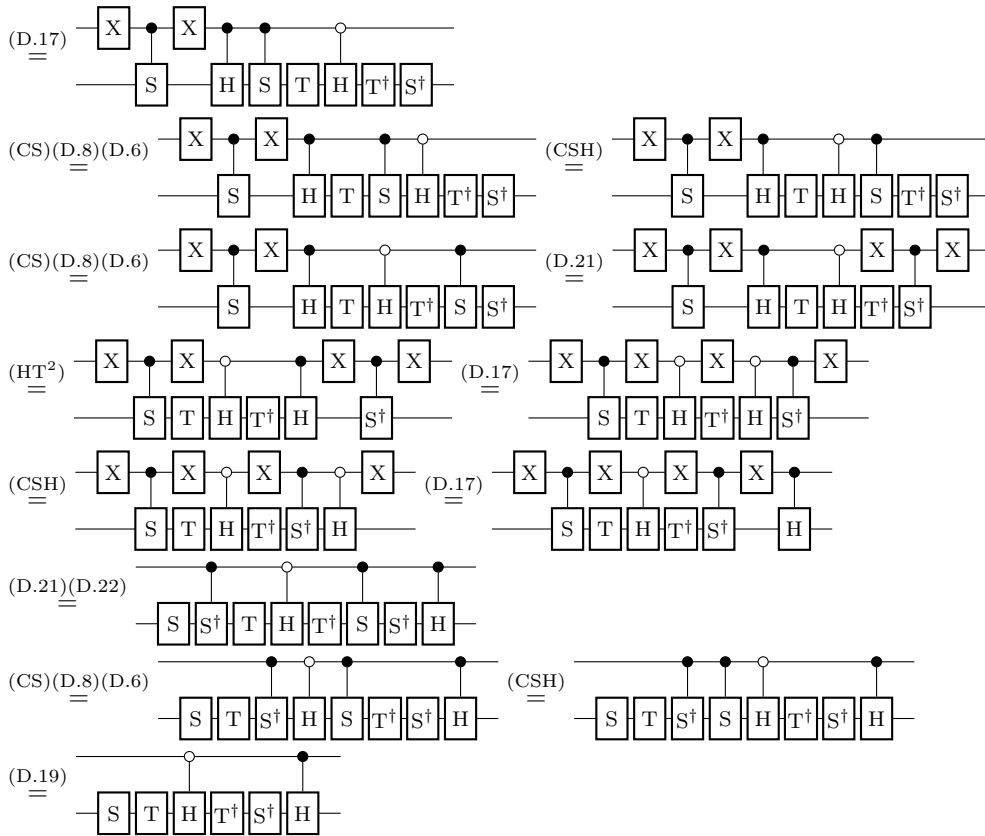 (D.17) = X X
S H S T H T† S†
(CS)(D.8)(D.6) = X X (CSH) = X X
S H T S H T† S† S H T H S T† S†
(CS)(D.8)(D.6) = X X (D.21) = X X X X
S H T H T† S S† S H T H T† S†
(HT²) = X X X X (D.17) = X X X X
S T H T† H S† S T H T† H S†
(CSH) = X X X X (D.17) = X X X X
S T H T† S† H S T H T† S† H
(D.21)(D.22) =
S S† T H T† S S† H
(CS)(D.8)(D.6) = (CSH) =
S T S† H S T† S† H S T S† S H T† S† H
(D.19) =
S T H T† S† H